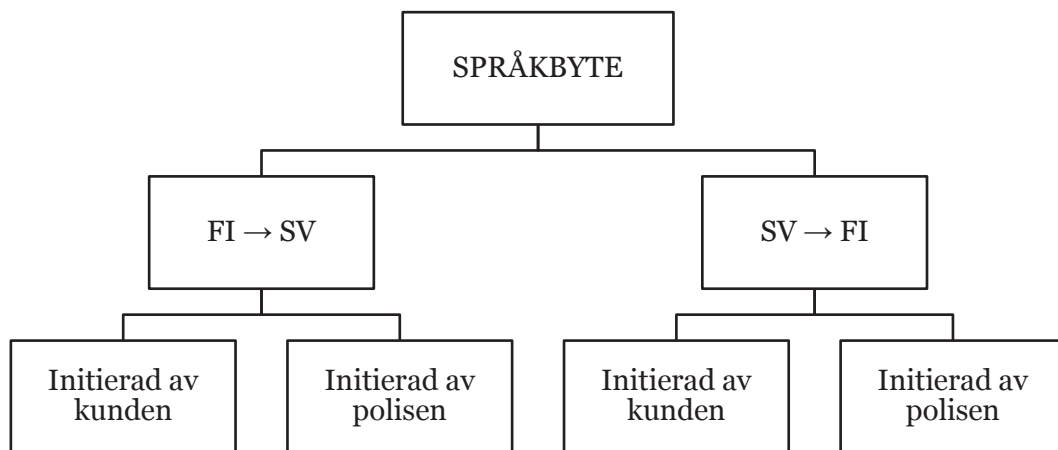 SPRÅKBYTE
FI → SV
SV → FI
Initierad av
kunden
Initierad av
polisen
Initierad av
kunden
Initierad av
polisen